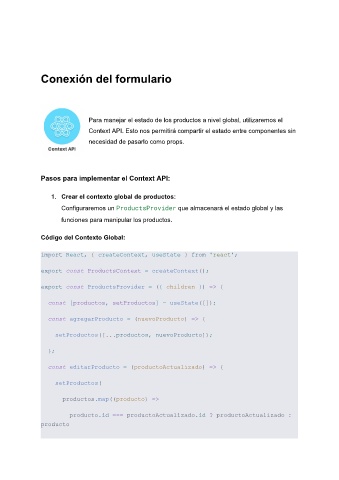 Conexión del formulario
Para manejar el estado de los productos a nivel global, utilizaremos el
Context API. Esto nos permitirá compartir el estado entre componentes sin
necesidad de pasarlo como props.
Context API
Pasos para implementar el Context API:
1. Crear el contexto global de productos:
Configuraremos un ProductsProvider que almacenará el estado global y las
funciones para manipular los productos.
Código del Contexto Global:
import React, { createContext, useState } from 'react';
export const ProductsContext = createContext();
export const ProductsProvider = ({ children }) => {
const [productos, setProductos] = useState([]);
const agregarProducto = (nuevoProducto) => {
setProductos([...productos, nuevoProducto]);
};
const editarProducto = (productoActualizado) => {
setProductos(
productos.map((producto) =>
producto.id === productoActualizado.id ? productoActualizado :
producto